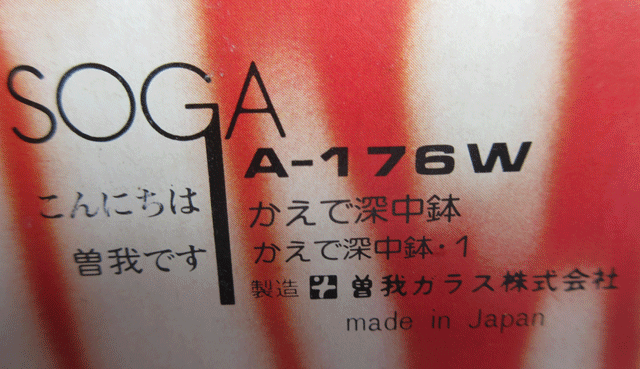 SOGA
こんにちは
曽我です
A-176W
かえで深中鉢
かえで深中鉢・1
製造 曽我ガラス株式会社
made in Japan